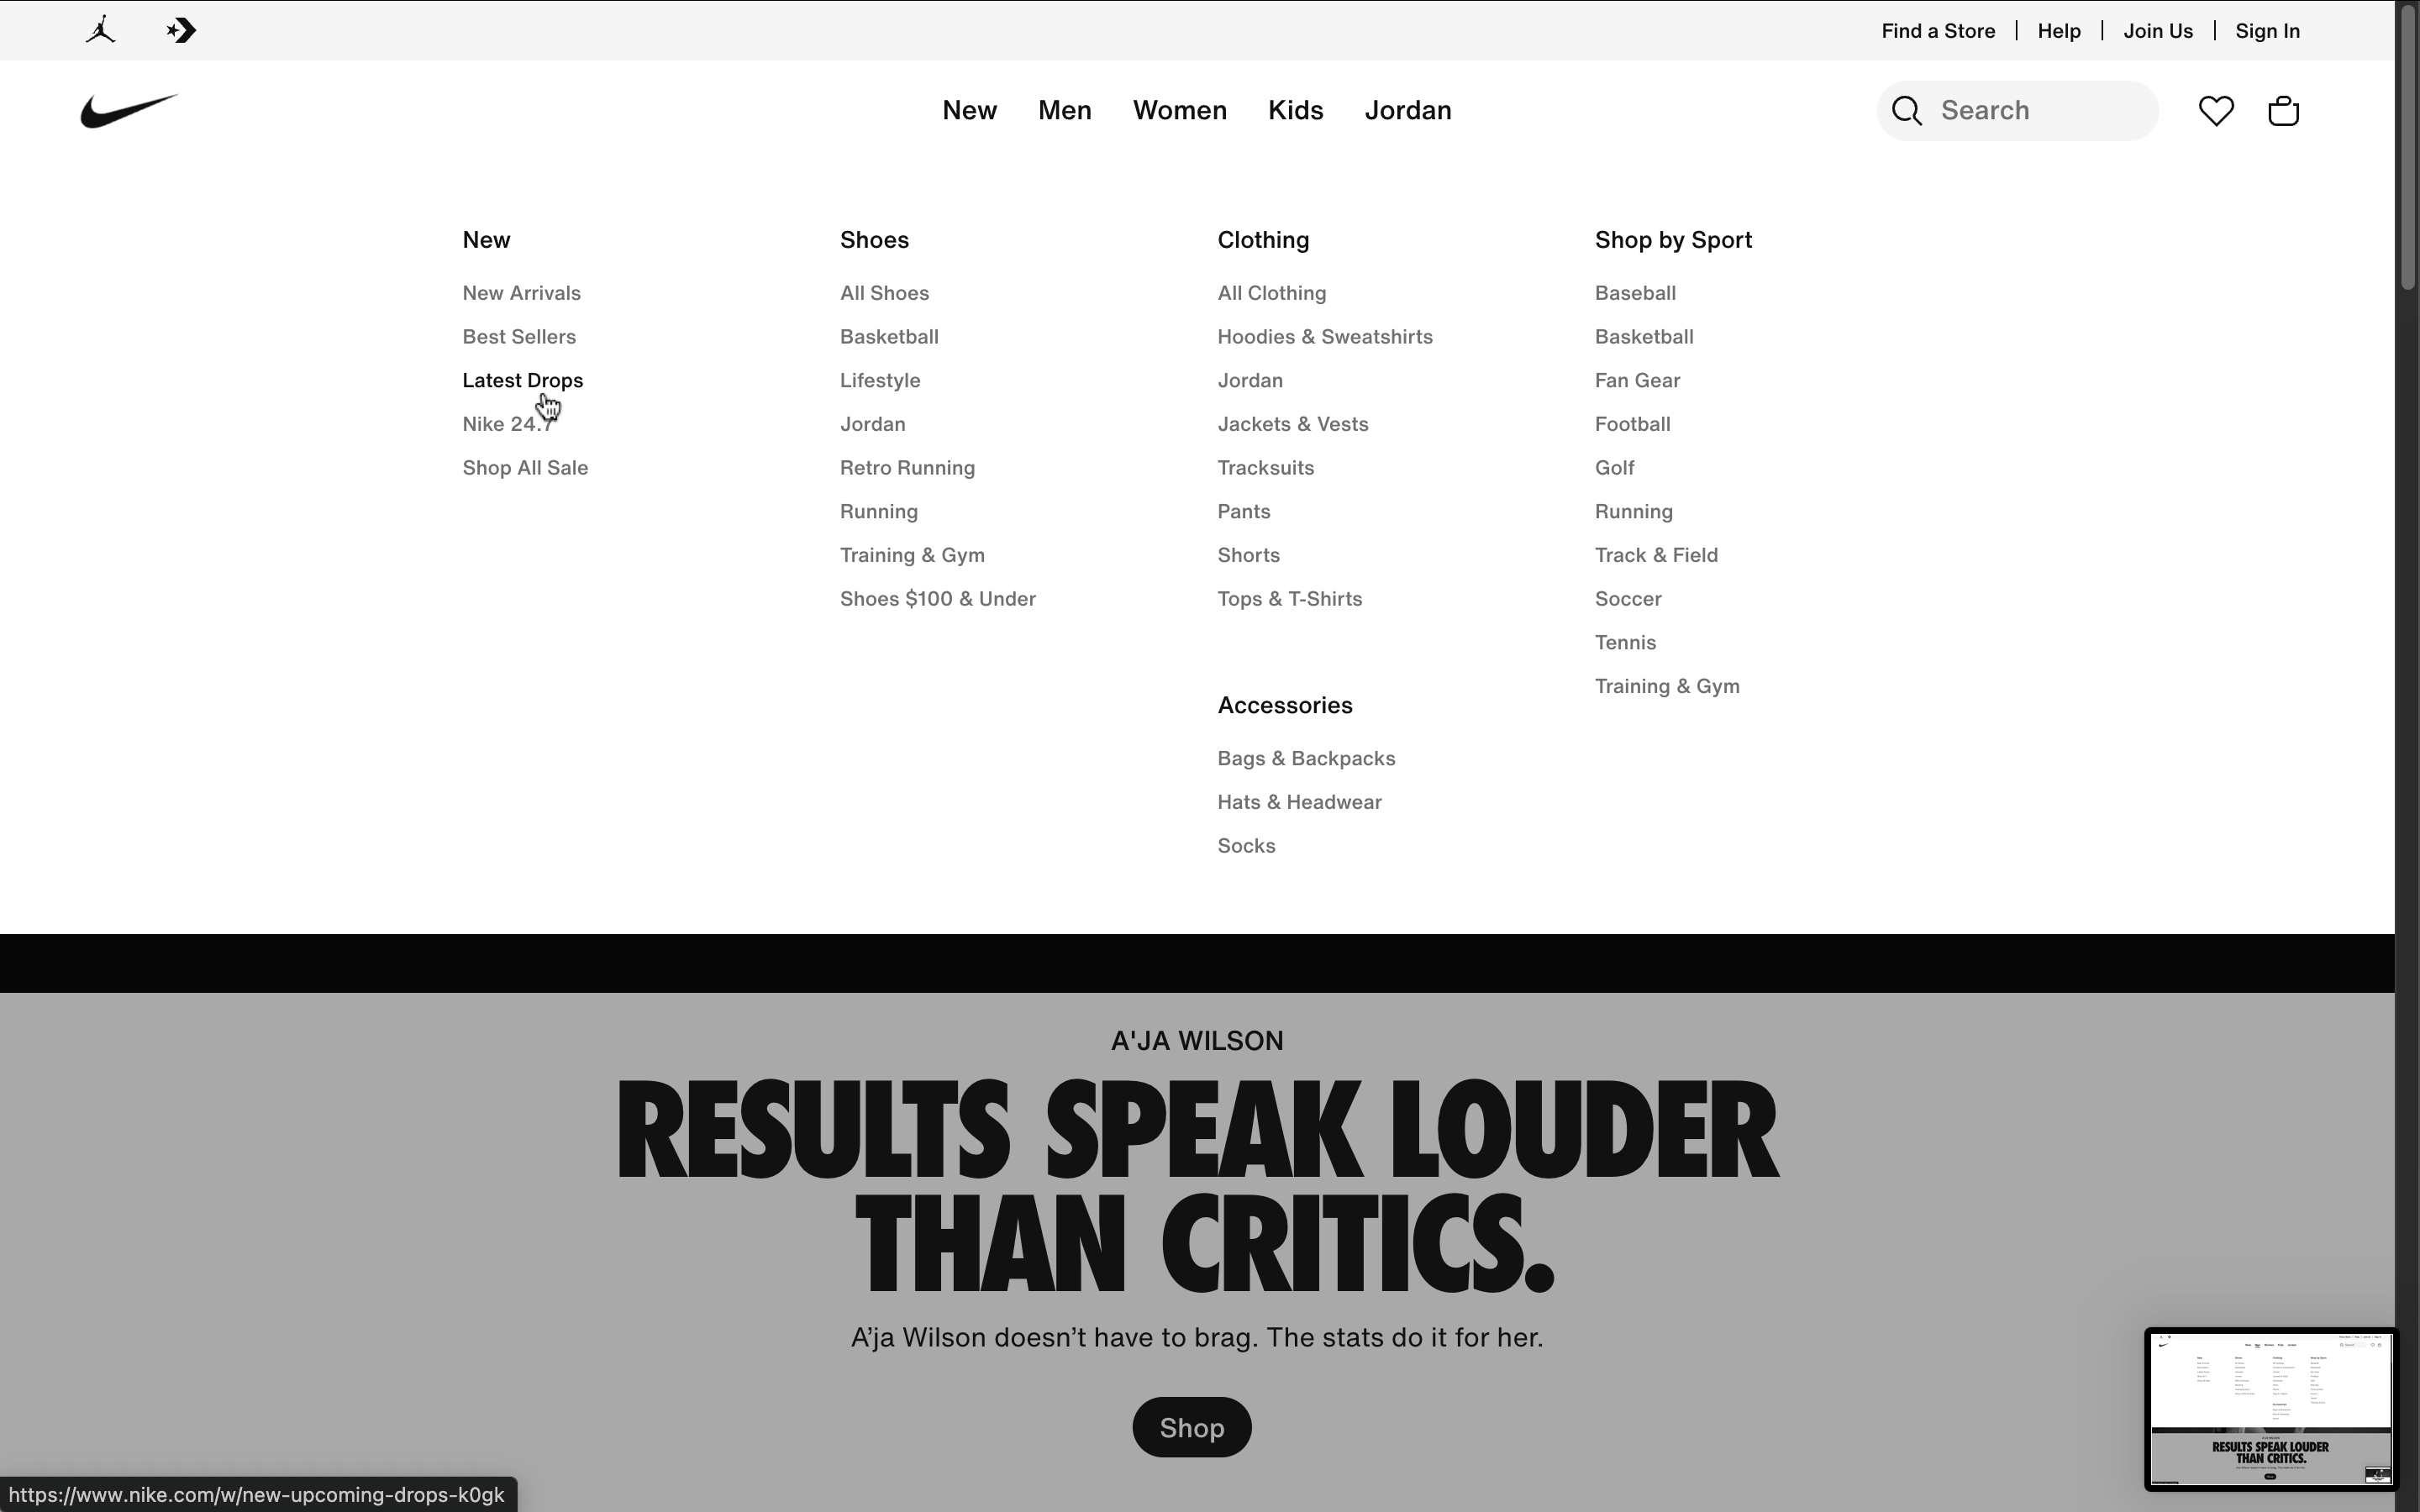 Find a Store | Help | Join Us | Sign In
New Men Women Kids Jordan
Search
New
New Arrivals
Best Sellers
Latest Drops
Nike 24.7
Shop All Sale
Shoes
All Shoes
Basketball
Lifestyle
Jordan
Retro Running
Running
Training & Gym
Shoes $100 & Under
Clothing
All Clothing
Hoodies & Sweatshirts
Jordan
Jackets & Vests
Tracksuits
Pants
Shorts
Tops & T-Shirts
Accessories
Bags & Backpacks
Hats & Headwear
Socks
Shop by Sport
Baseball
Basketball
Fan Gear
Football
Golf
Running
Track & Field
Soccer
Tennis
Training & Gym
A'JA WILSON
RESULTS SPEAK LOUDER
THAN CRITICS.
A’ja Wilson doesn’t have to brag. The stats do it for her.
Shop
RESULTS SPEAK LOUDER
THAN CRITICS.
https://www.nike.com/w/new-upcoming-drops-k0gk